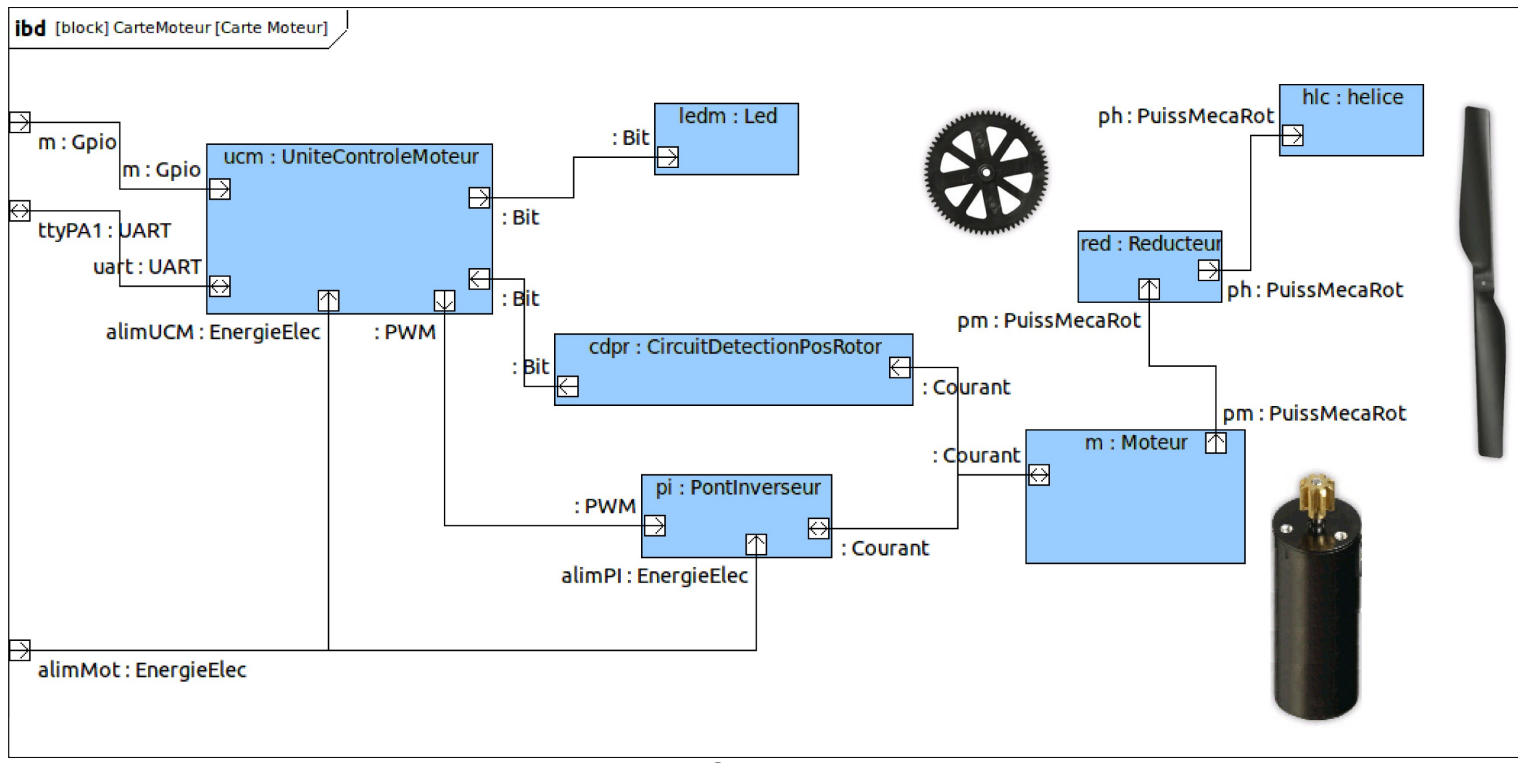 ibd [block] CarteMoteur [Carte Moteur]
m : Gpio
m : Gpio
ttyPA1 : UART
uart : UART
ucm : UniteControleMoteur
: Bit
ledm : Led
: Bit
: Bit
alimUCM : EnergieElec
: PWM
: Bit
cdpr : CircuitDetectionPosRotor
: Courant
: PWM
pi : PontInverseur
: Courant
alimPI : EnergieElec
: Courant
m : Moteur
pm : PuissMecaRot
pm : PuissMecaRot
red : Reducteur
ph : PuissMecaRot
ph : PuissMecaRot
hlc : helice
alimMot : EnergieElec